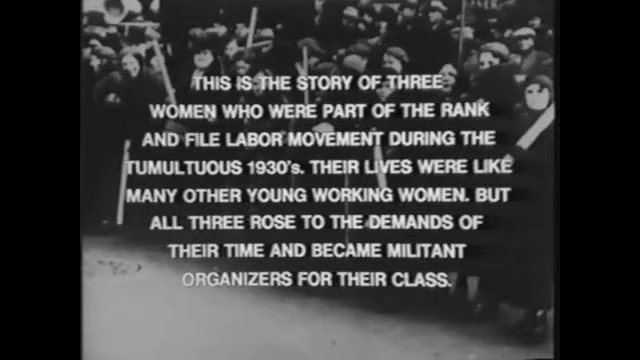 THIS IS THE STORY OF THREE
WOMEN WHO WERE PART OF THE RANK
AND FILE LABOR MOVEMENT DURING THE
TUMULTUOUS 1930's. THEIR LIVES WERE LIKE
MANY OTHER YOUNG WORKING WOMEN. BUT
ALL THREE ROSE TO THE DEMANDS OF
THEIR TIME AND BECAME MILITANT
ORGANIZERS FOR THEIR CLASS.